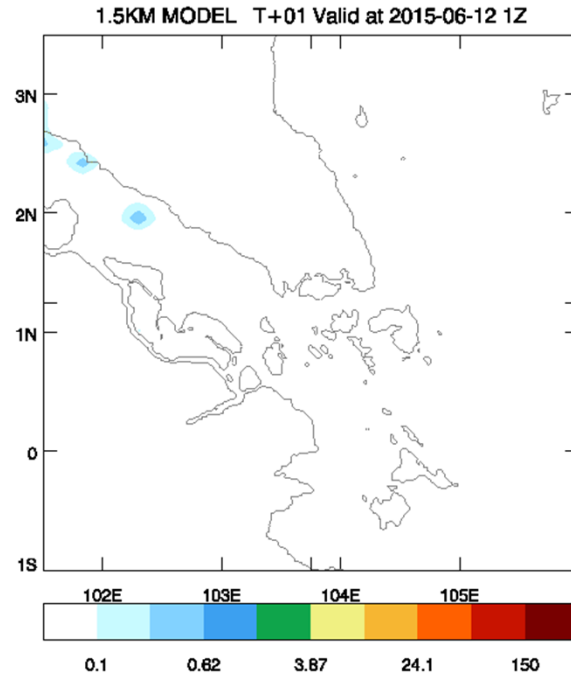 1.5KM MODEL T+01 Valid at 2015-06-12 1Z
3N
2N
1N
0
1S
102E 103E 104E 105E
0.1 0.62 3.87 24.1 150